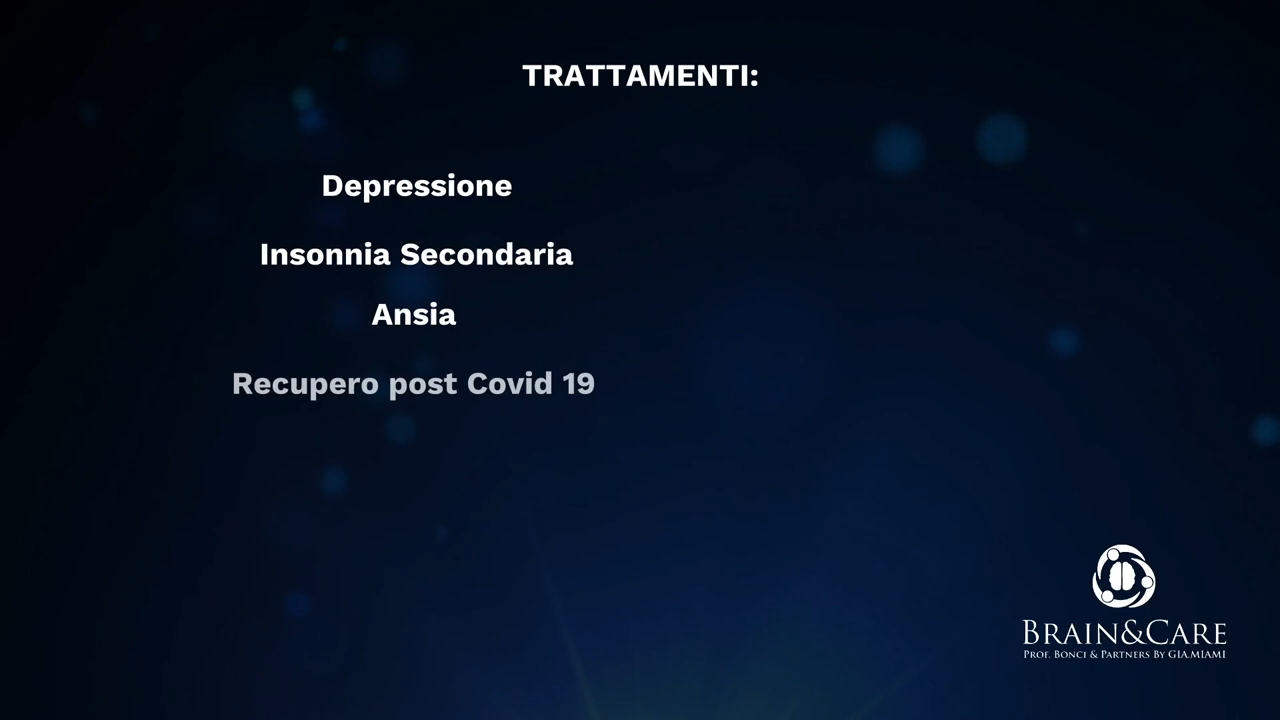 TRATTAMENTI:
Depressione
Insonnia Secondaria
Ansia
Recupero post Covid 19
BRAIN&CARE
PROF. BONCI & PARTNERS BY GIA.MIAMI